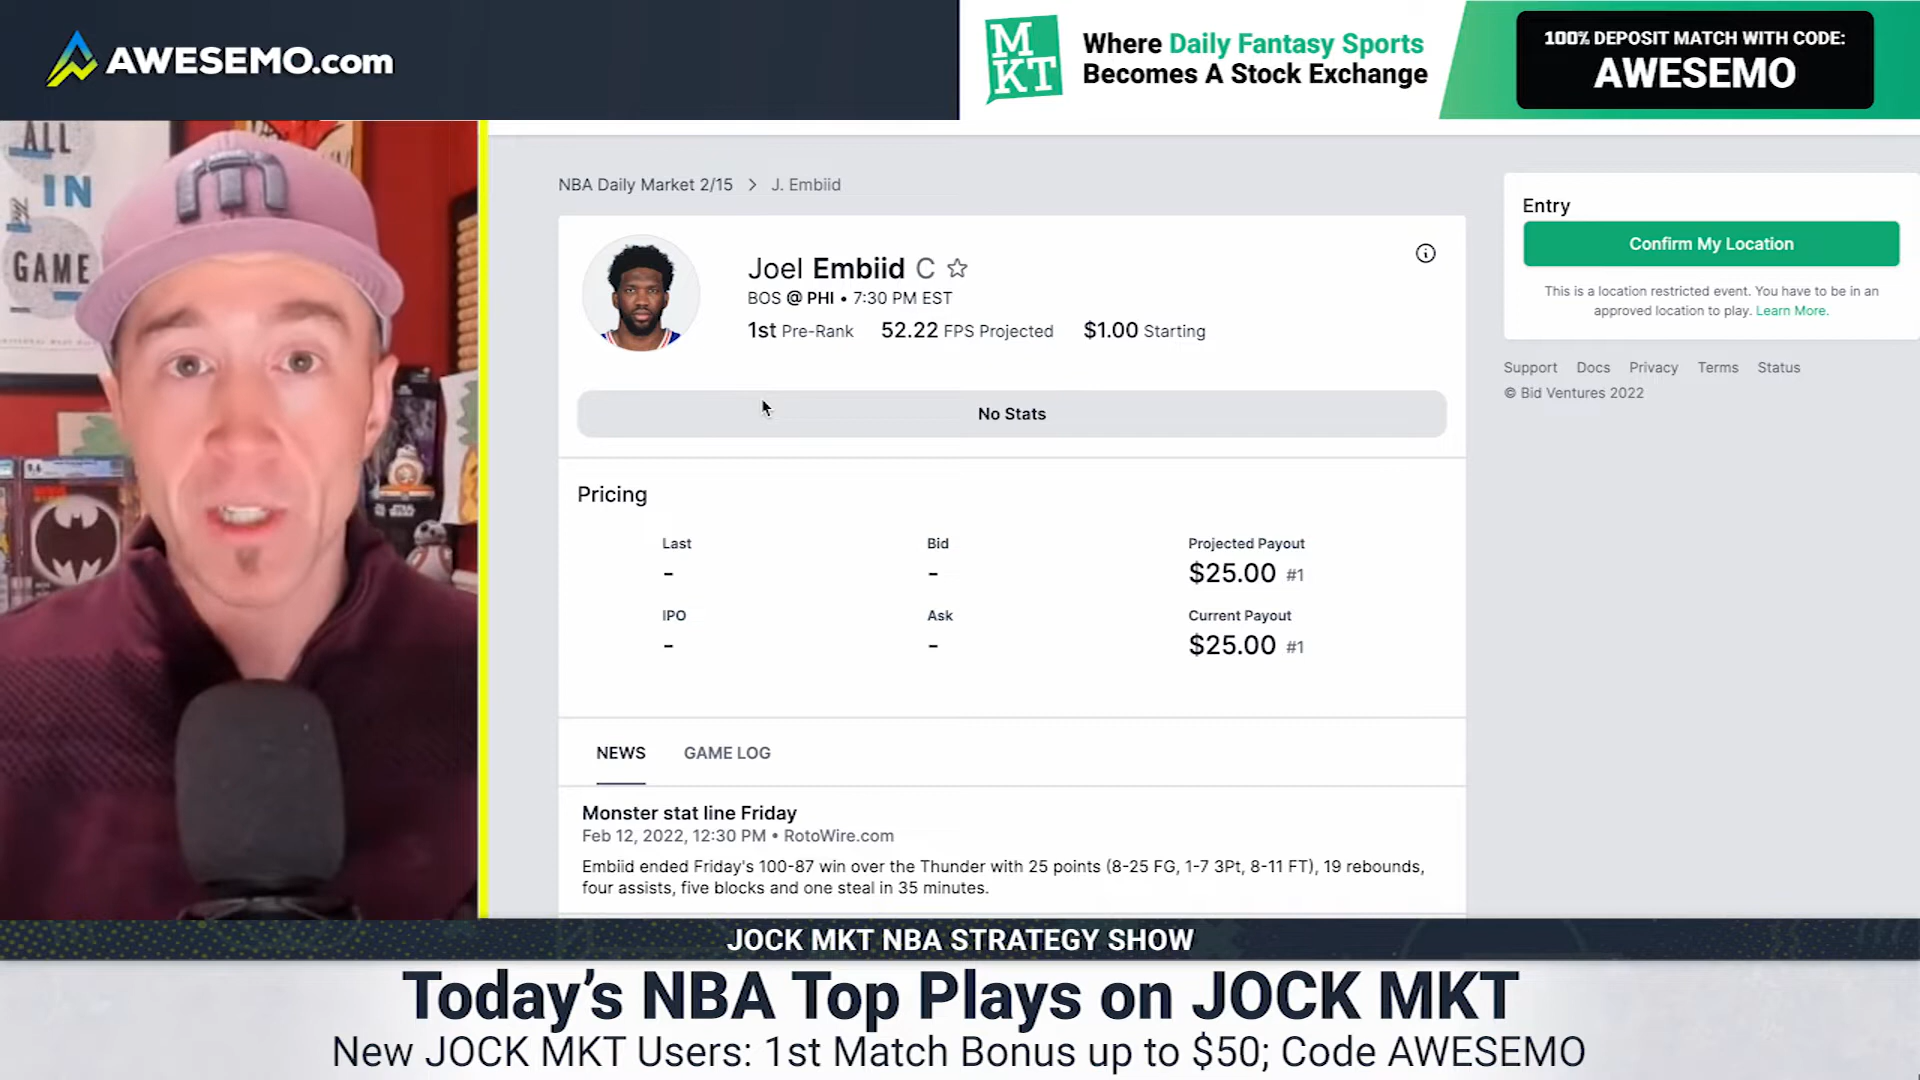 AWESEMO.com
MKT
Where Daily Fantasy Sports
Becomes A Stock Exchange
100% DEPOSIT MATCH WITH CODE:
AWESEMO
ALL
IN
The
GAME
9.6
STAR WARS
NBA Daily Market 2/15 > J. Embiid
Joel Embiid C
BOS @ PHI • 7:30 PM EST
1st Pre-Rank 52.22 FPS Projected $1.00 Starting
No Stats
Pricing
Last Bid Projected Payout
- - $25.00 #1
IPO Ask Current Payout
- - $25.00 #1
NEWS GAME LOG
Monster stat line Friday
Feb 12, 2022, 12:30 PM • RotoWire.com
Embiid ended Friday's 100-87 win over the Thunder with 25 points (8-25 FG, 1-7 3Pt, 8-11 FT), 19 rebounds,
four assists, five blocks and one steal in 35 minutes.
Entry
Confirm My Location
This is a location restricted event. You have to be in an
approved location to play. Learn More.
Support Docs Privacy Terms Status
© Bid Ventures 2022
JOCK MKT NBA STRATEGY SHOW
Today's NBA Top Plays on JOCK MKT
New JOCK MKT Users: 1st Match Bonus up to $50; Code AWESEMO